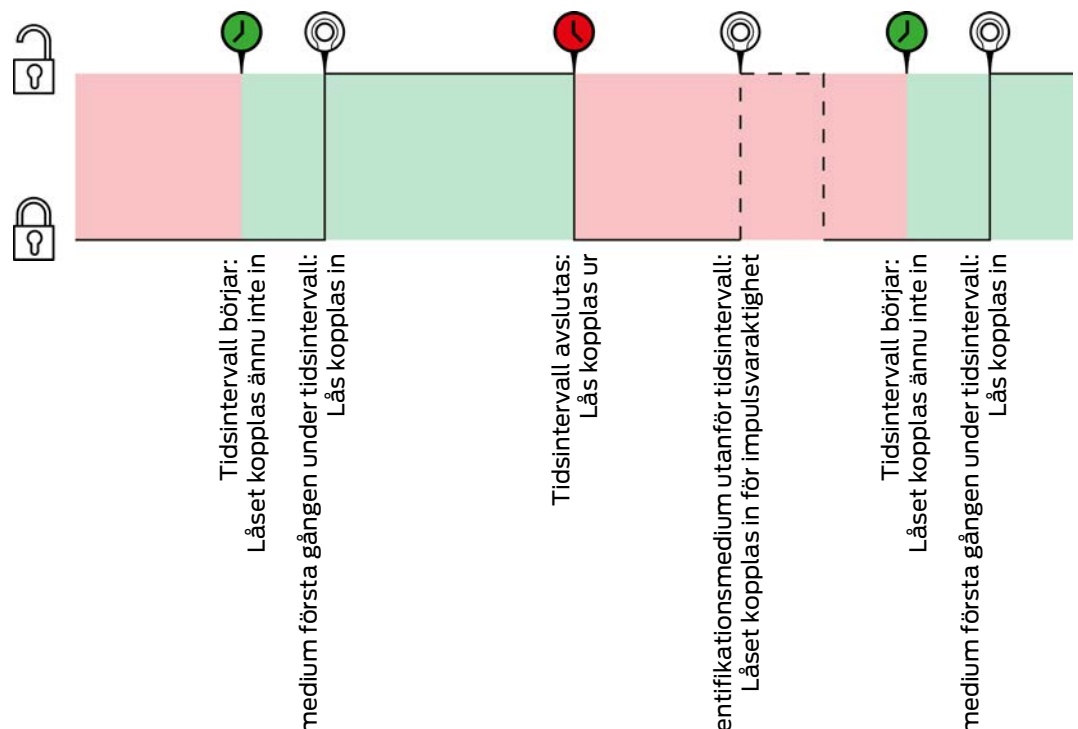 Tidsintervall börjar:
Låset kopplas ännu inte in
medium första gången under tidsintervall:
Lås kopplas in
Tidsintervall avslutas:
Lås kopplas ur
entifikationsmedium utanför tidsintervall:
Låset kopplas in för impulsvaraktighet
Tidsintervall börjar:
Låset kopplas ännu inte in
medium första gången under tidsintervall:
Lås kopplas in